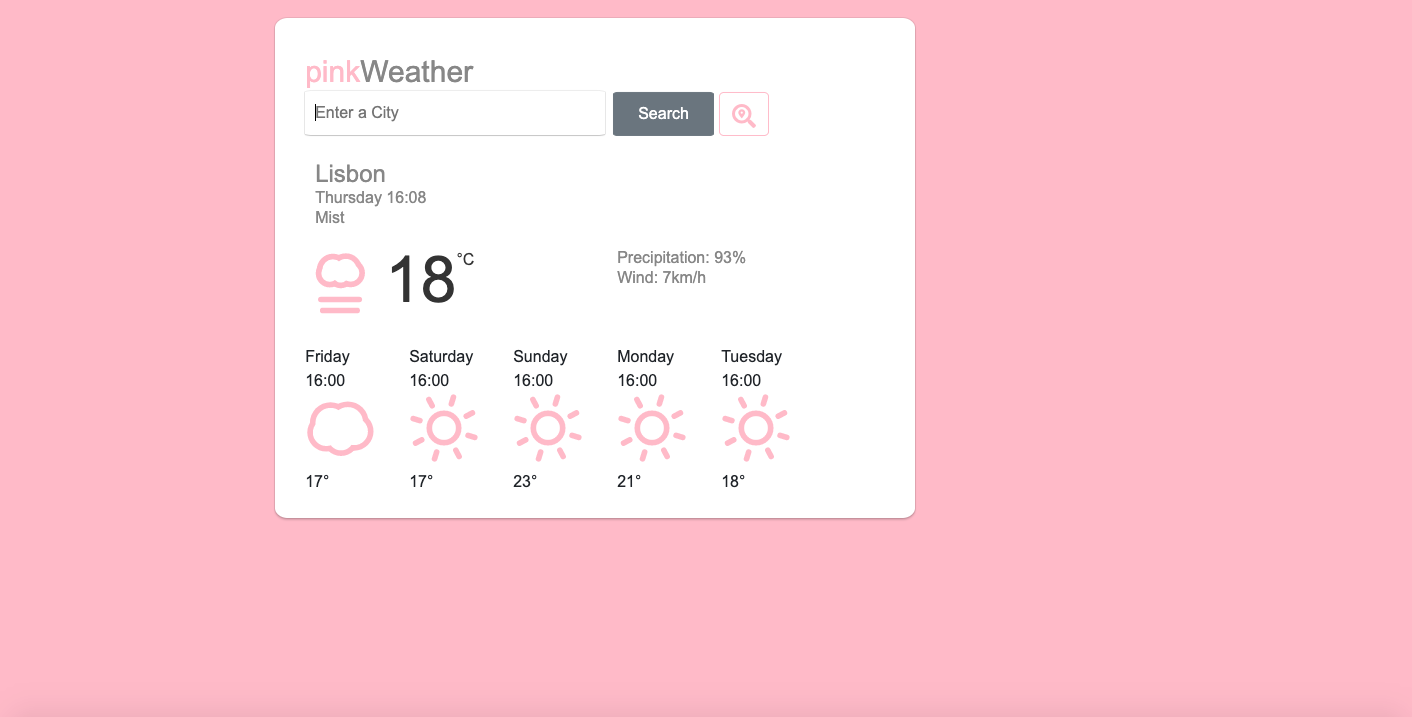 pinkWeather
Enter a City Search
Lisbon
Thursday 16:08
Mist
18 °C
Precipitation: 93%
Wind: 7km/h
Friday Saturday Sunday Monday Tuesday
16:00 16:00 16:00 16:00 16:00
17° 17° 23° 21° 18°